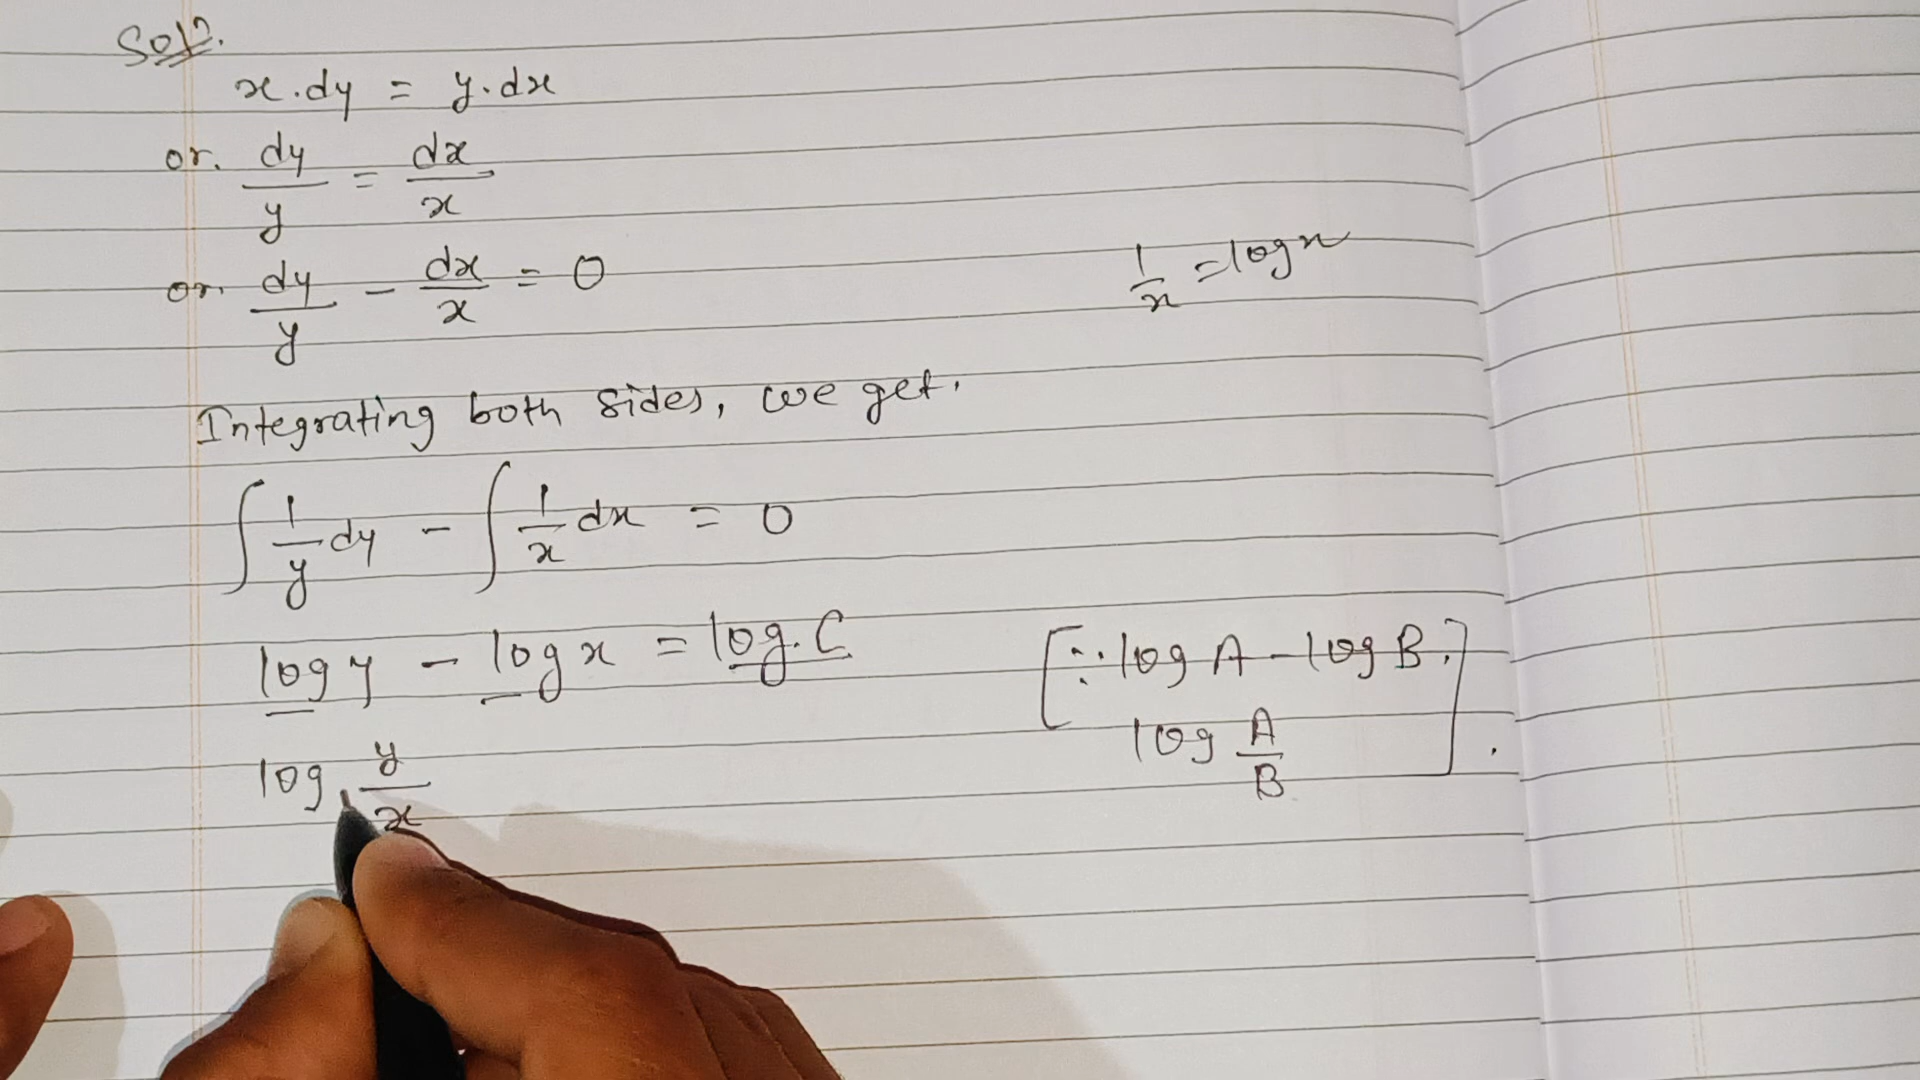 Solⁿ.
x.dy = y.dx
or. dy/y = dx/x
or. dy/y - dx/x = 0
1/x = log x
Integrating both sides, we get.
∫ 1/y dy - ∫ 1/x dx = 0
log y - log x = log. C
[∵ log A - log B.
log A/B].
log y/x